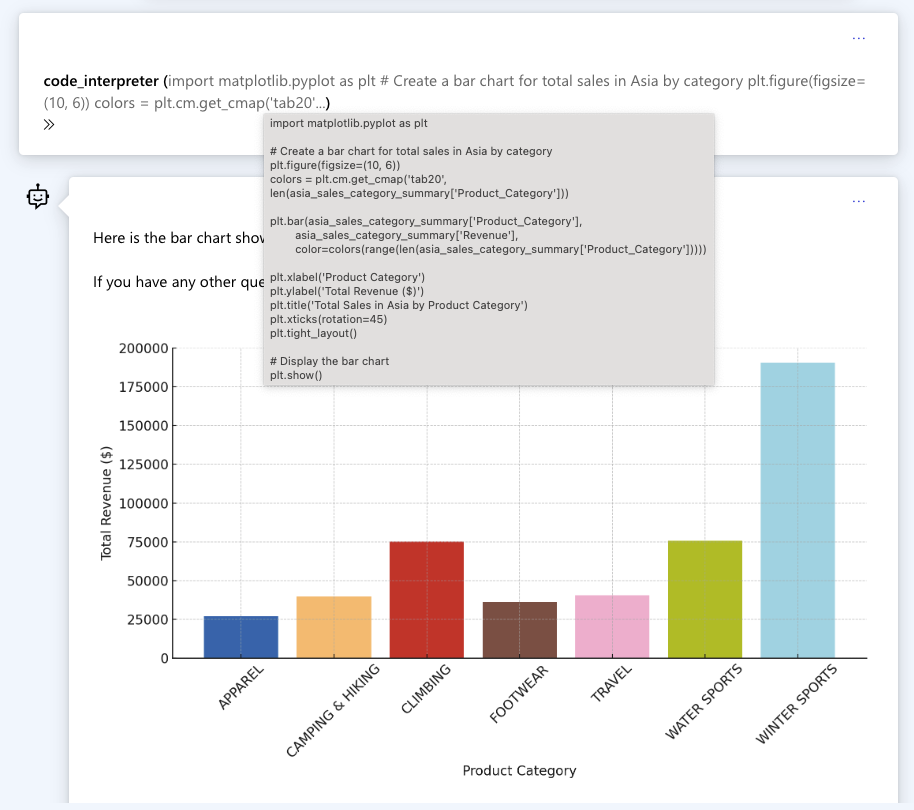 ...
code_interpreter (import matplotlib.pyplot as plt # Create a bar chart for total sales in Asia by category plt.figure(figsize=
(10, 6)) colors = plt.cm.get_cmap('tab20'...)
import matplotlib.pyplot as plt
# Create a bar chart for total sales in Asia by category
plt.figure(figsize=(10, 6))
colors = plt.cm.get_cmap('tab20',
len(asia_sales_category_summary['Product_Category']))
plt.bar(asia_sales_category_summary['Product_Category'],
asia_sales_category_summary['Revenue'],
color=colors(range(len(asia_sales_category_summary['Product_Category']))))
plt.xlabel('Product Category')
plt.ylabel('Total Revenue ($)')
plt.title('Total Sales in Asia by Product Category')
plt.xticks(rotation=45)
plt.tight_layout()
# Display the bar chart
plt.show()
...
Here is the bar chart
If you have any other
Total Revenue ($)
200000
175000
150000
125000
100000
75000
50000
25000
0
APPAREL
CAMPING & HIKING
CLIMBING
FOOTWEAR
TRAVEL
WATER SPORTS
WINTER SPORTS
Product Category